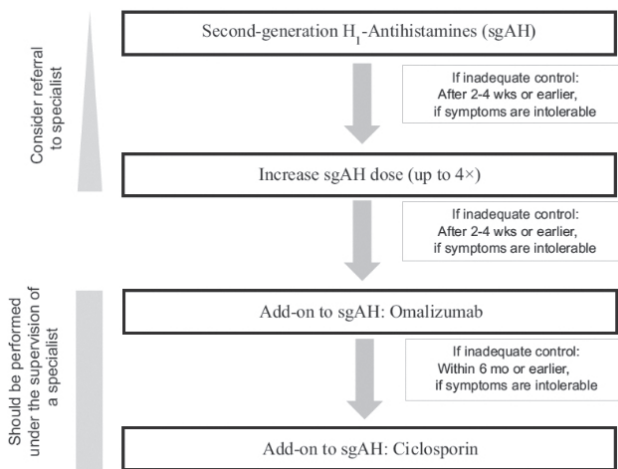 Second-generation H₁-Antihistamines (sgAH)
If inadequate control:
After 2-4 wks or earlier,
if symptoms are intolerable
Consider referral
to specialist
Increase sgAH dose (up to 4×)
If inadequate control:
After 2-4 wks or earlier,
if symptoms are intolerable
Add-on to sgAH: Omalizumab
If inadequate control:
Within 6 mo or earlier,
if symptoms are intolerable
Should be performed
under the supervision of
a specialist
Add-on to sgAH: Ciclosporin